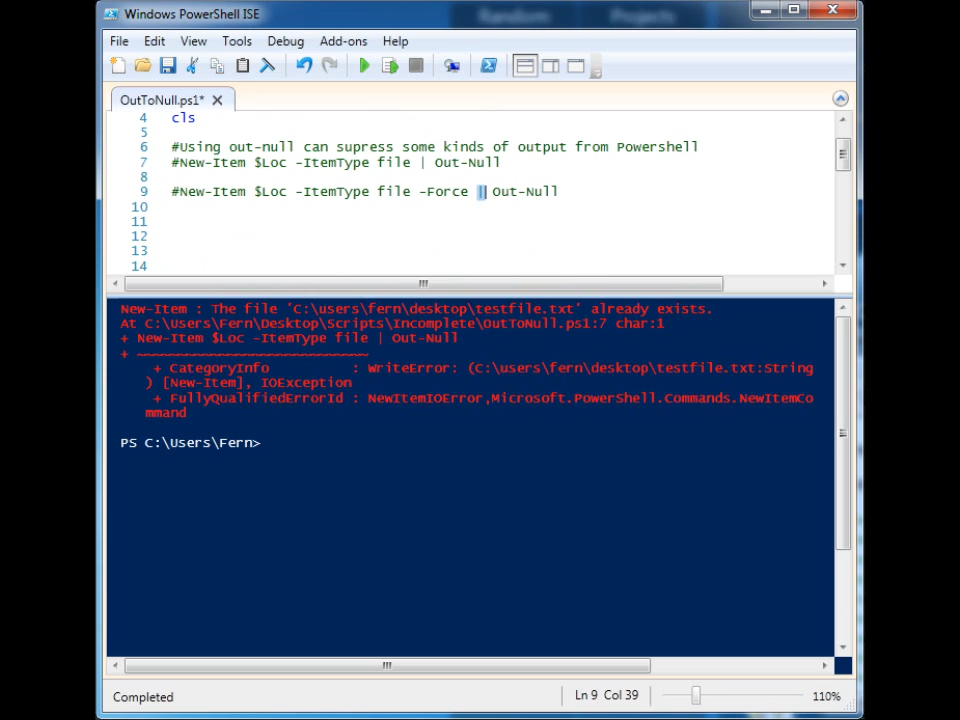 Random Projects
Windows PowerShell ISE
File Edit View Tools Debug Add-ons Help
OutToNull.ps1*
4 cls
5
6 #Using out-null can supress some kinds of output from Powershell
7 #New-Item $Loc -ItemType file | Out-Null
8
9 #New-Item $Loc -ItemType file -Force | Out-Null
10
11
12
13
14
New-Item : The file 'C:\users\fern\desktop\testfile.txt' already exists.
At C:\Users\Fern\Desktop\Scripts\Incomplete\OutToNull.ps1:7 char:1
+ New-Item $Loc -ItemType file | Out-Null
+ ~~~~~~~~~~~~~~~~~~~~~~~~~~~~
+ CategoryInfo : WriteError: (C:\users\fern\desktop\testfile.txt:String
) [New-Item], IOException
+ FullyQualifiedErrorId : NewItemIOError,Microsoft.PowerShell.Commands.NewItemCo
mmand
PS C:\Users\Fern>
Completed Ln 9 Col 39 110%